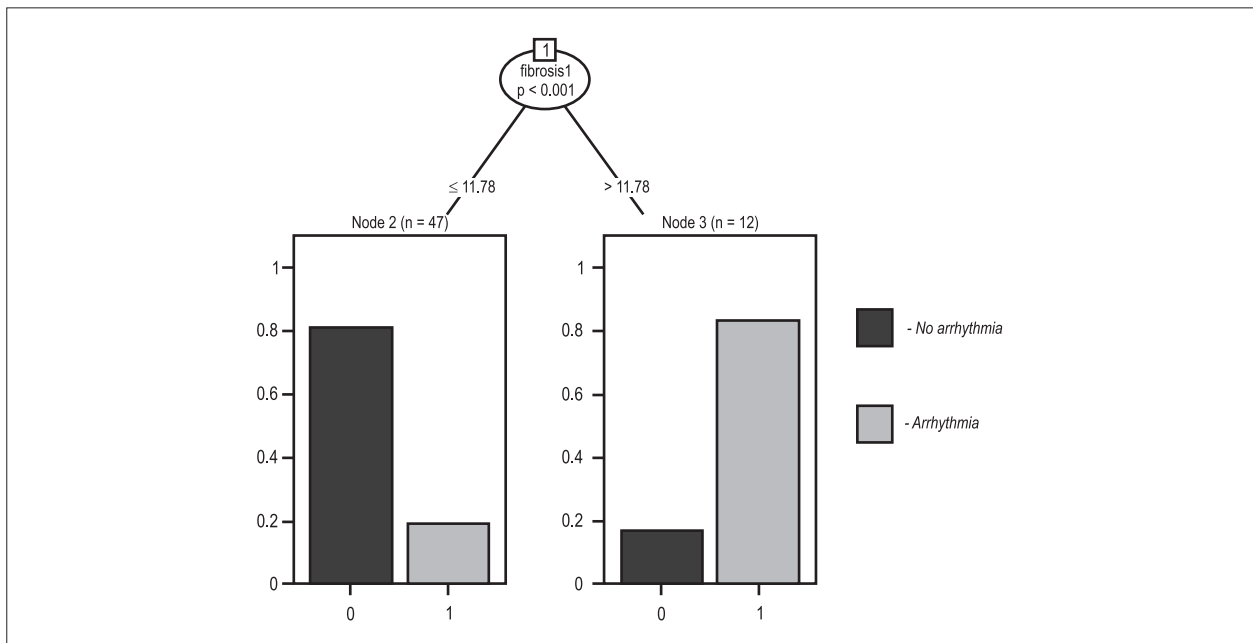 1
fibrosis1
p < 0.001
≤ 11.78
> 11.78
Node 2 (n = 47)
1
0.8
0.6
0.4
0.2
0
0 1
Node 3 (n = 12)
1
0.8
0.6
0.4
0.2
0
0 1
- No arrhythmia
- Arrhythmia